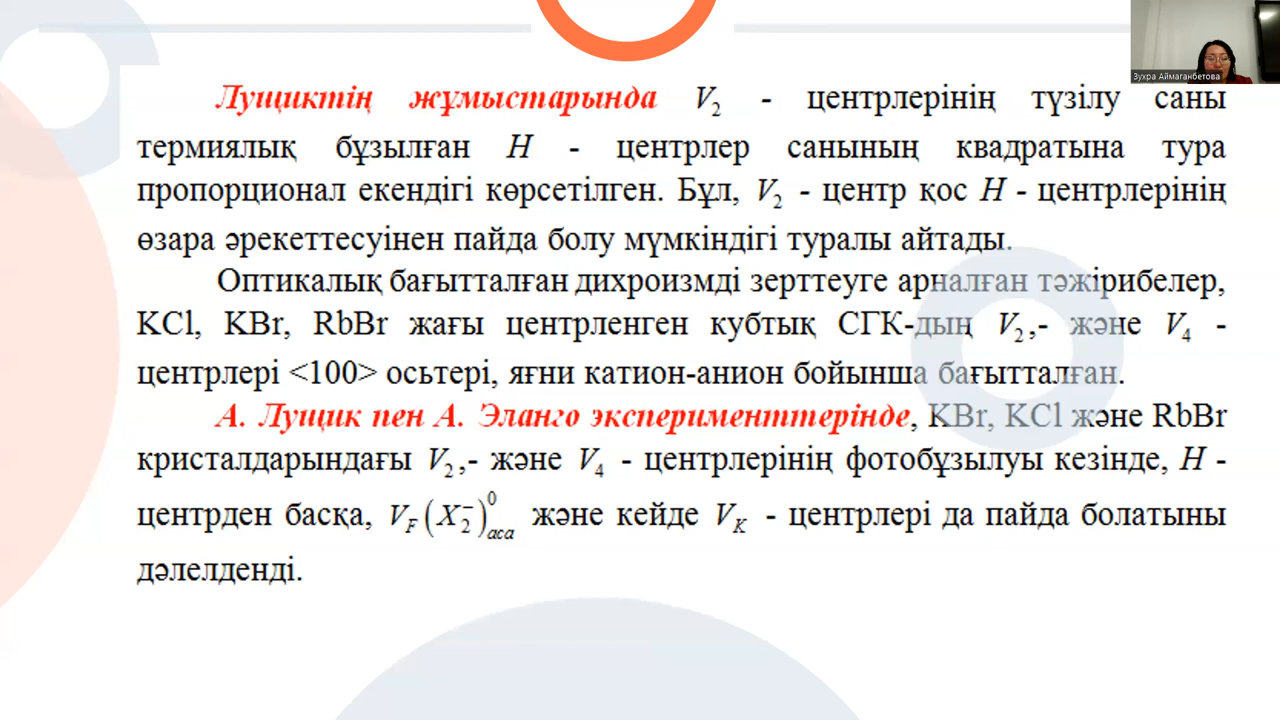 Зухра Аймаганбетова
Лущиктің жұмыстарында V₂ - центрлерінің түзілу саны
термиялық бұзылған H - центрлер санының квадратына тура
пропорционал екендігі көрсетілген. Бұл, V₂ - центр қос H - центрлерінің
өзара әрекеттесуінен пайда болу мүмкіндігі туралы айтады.
Оптикалық бағытталған дихроизмді зерттеуге арналған тәжірибелер,
KCl, KBr, RbBr жағы центрленген кубтық СГК-дың V₂,- және V₄ -
центрлері <100> осьтері, яғни катион-анион бойынша бағытталған.
А. Лущик пен А. Эланго эксперименттерінде, KBr, KCl және RbBr
кристалдарындағы V₂,- және V₄ - центрлерінің фотобұзылуы кезінде, H -
центрден басқа, V_F(X₂⁻)⁰_aca және кейде V_K - центрлері да пайда болатыны
дәлелденді.